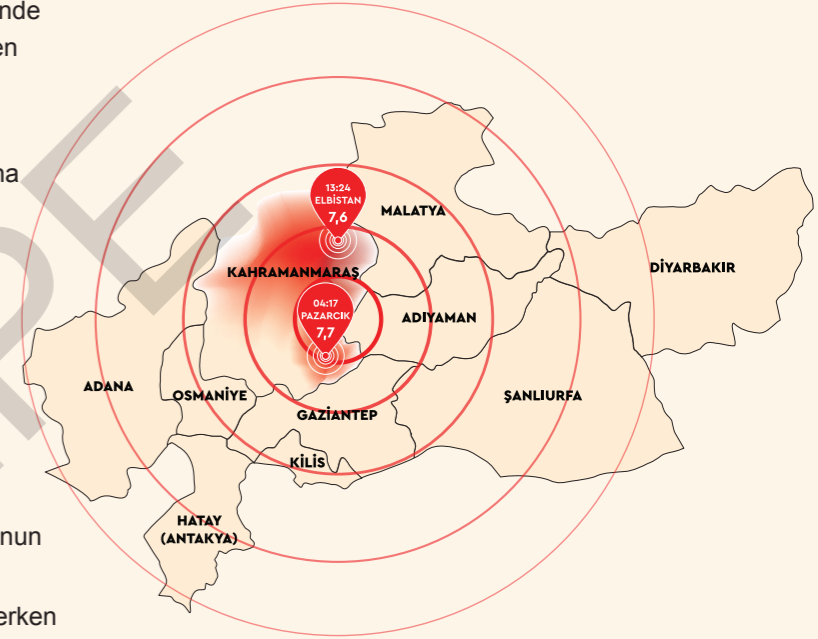 13:24
ELBİSTAN
7,6
MALATYA
DİYARBAKIR
KAHRAMANMARAŞ
04:17
PAZARCIK
7,7
ADIYAMAN
ADANA
OSMANİYE
ŞANLIURFA
GAZİANTEP
KİLİS
HATAY
(ANTAKYA)